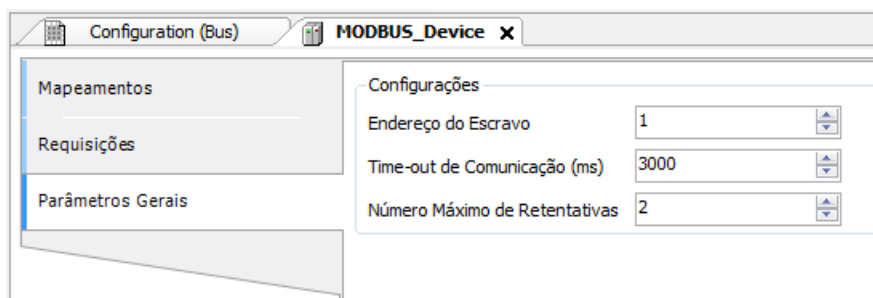 Configuration (Bus)
MODBUS_Device x
Mapeamentos
Requisições
Parâmetros Gerais
Configurações
Endereço do Escravo 1
Time-out de Comunicação (ms) 3000
Número Máximo de Retentativas 2